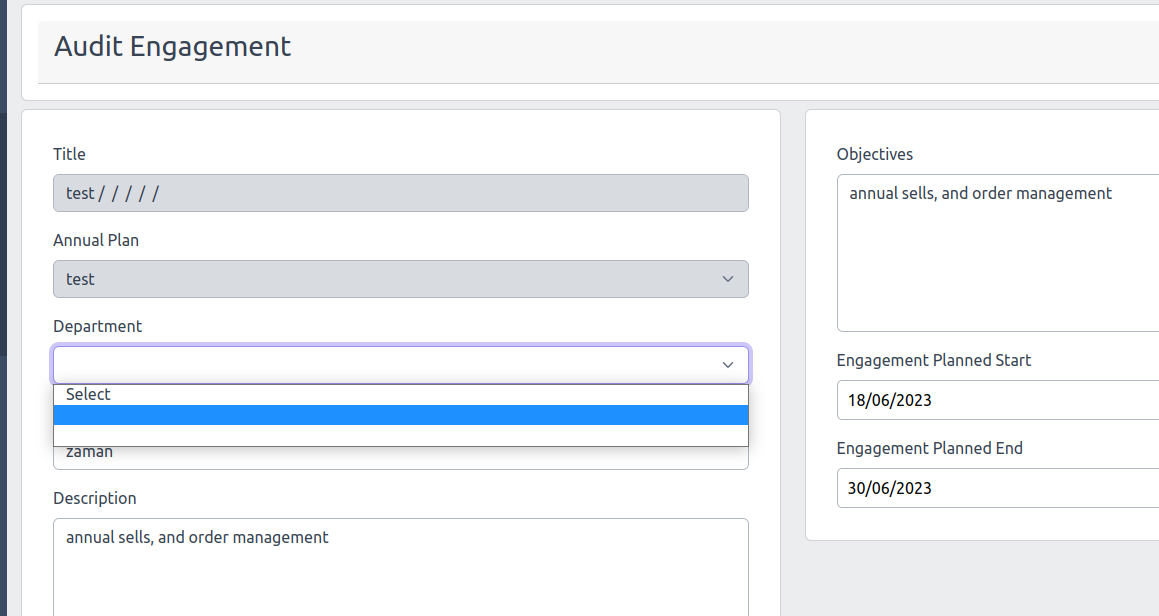 Audit Engagement
Title
test / / / / /
Annual Plan
test
Department
Select
zaman
Description
annual sells, and order management
Objectives
annual sells, and order management
Engagement Planned Start
18/06/2023
Engagement Planned End
30/06/2023